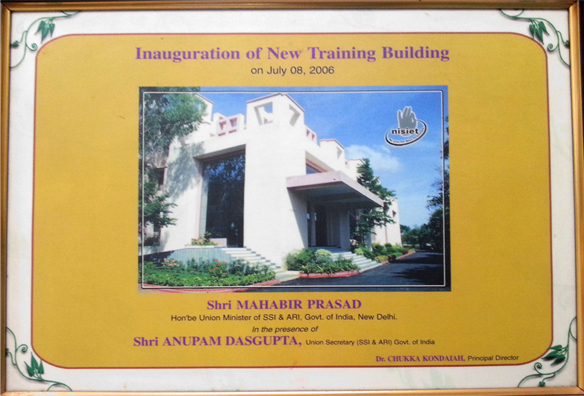 Inauguration of New Training Building
on July 08, 2006
nisiet
Shri MAHABIR PRASAD
Hon'be Union Minister of SSI & ARI, Govt. of India, New Delhi.
In the presence of
Shri ANUPAM DASGUPTA, Union Secretary (SSI & ARI) Govt. of India
Dr. CHUKKA KONDAIAH, Principal Director